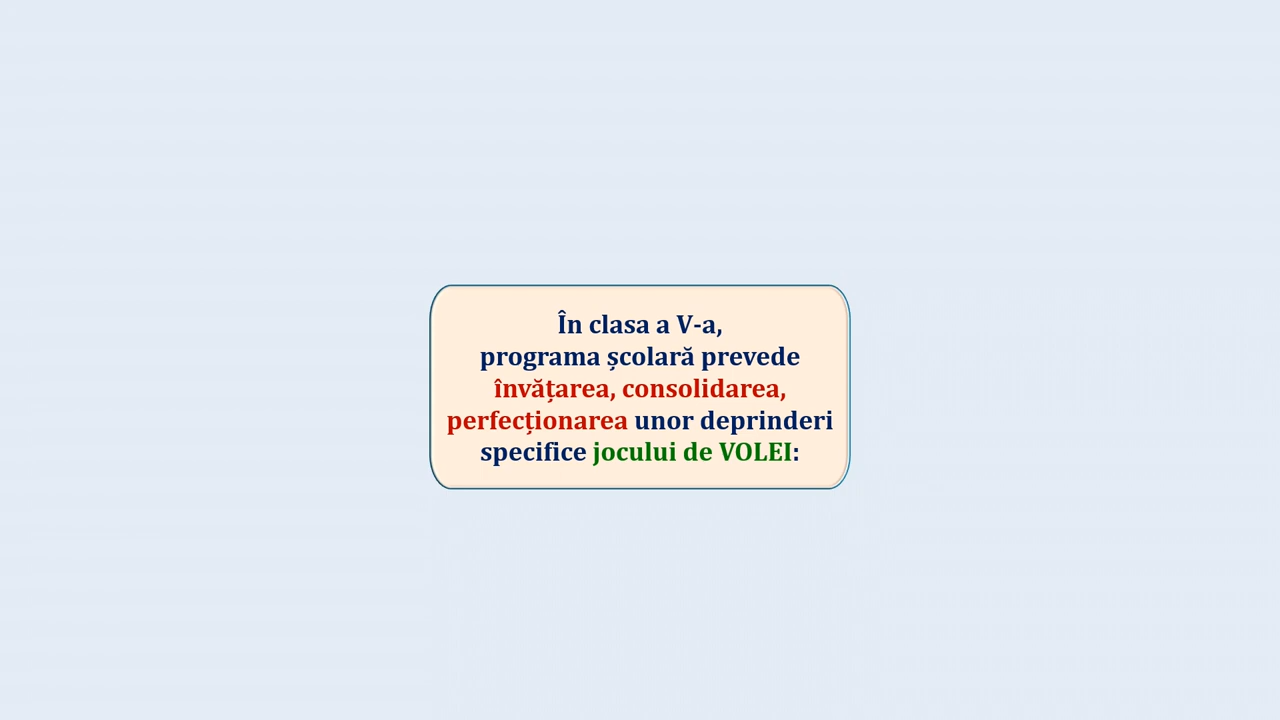 În clasa a V-a,
programa școlară prevede
învățarea, consolidarea,
perfecționarea unor deprinderi
specifice jocului de VOLEI: